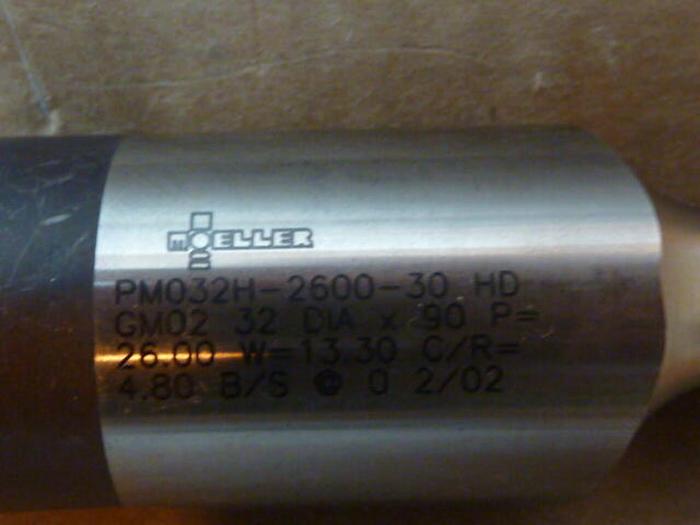 MOELLER
PM032H-2600-30 HD
GM02 32 DIA x 90 P=
26.00 W=13.30 C/R=
4.80 B/S @ 0 2/02